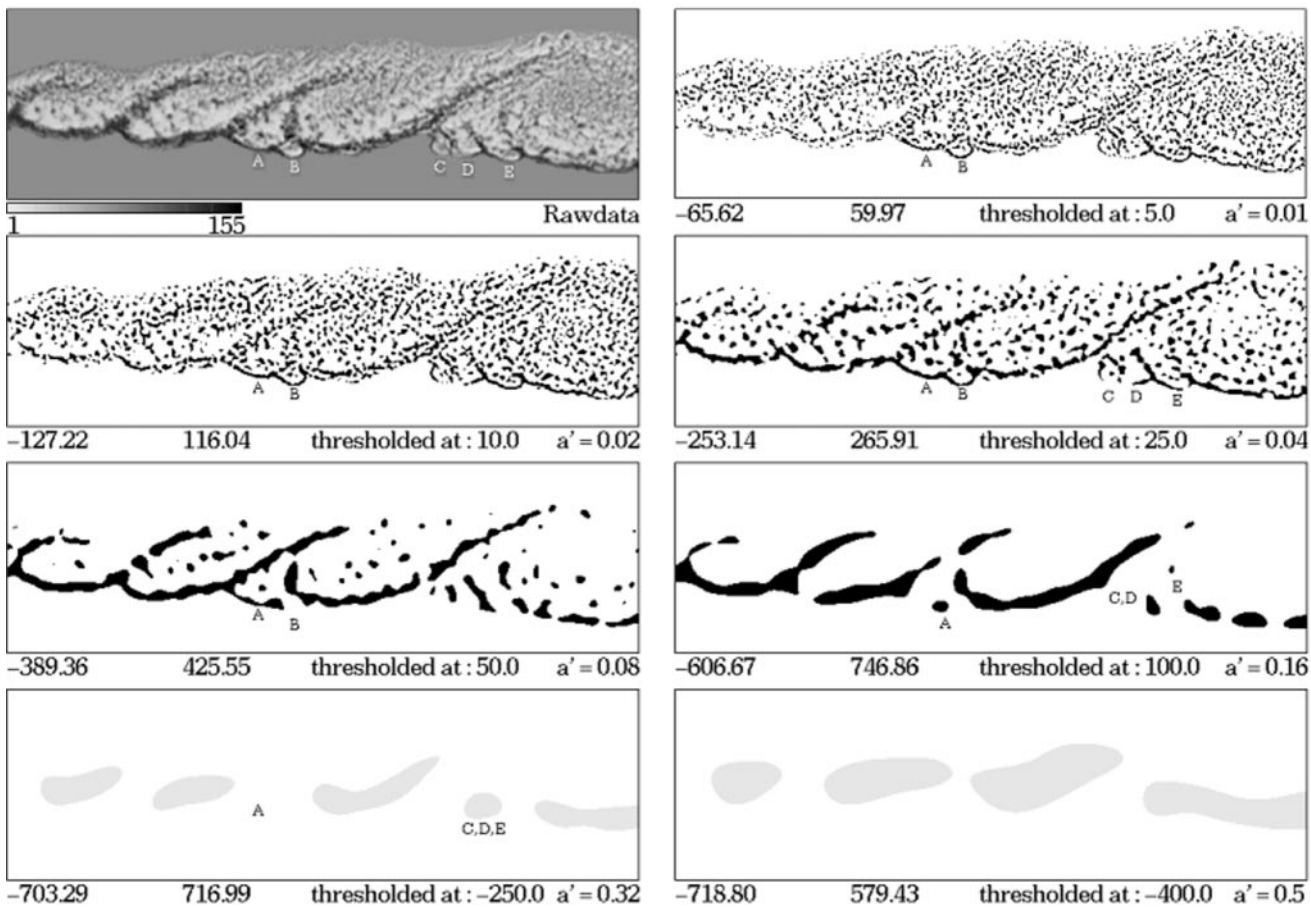 A B C D E
1 155 Rawdata
A B
−65.62 59.97 thresholded at : 5.0 a' = 0.01
A B
−127.22 116.04 thresholded at : 10.0 a' = 0.02
A B C D E
−253.14 265.91 thresholded at : 25.0 a' = 0.04
A B
−389.36 425.55 thresholded at : 50.0 a' = 0.08
E
C,D
A
−606.67 746.86 thresholded at : 100.0 a' = 0.16
A
C,D,E
−703.29 716.99 thresholded at : −250.0 a' = 0.32
−718.80 579.43 thresholded at : −400.0 a' = 0.5